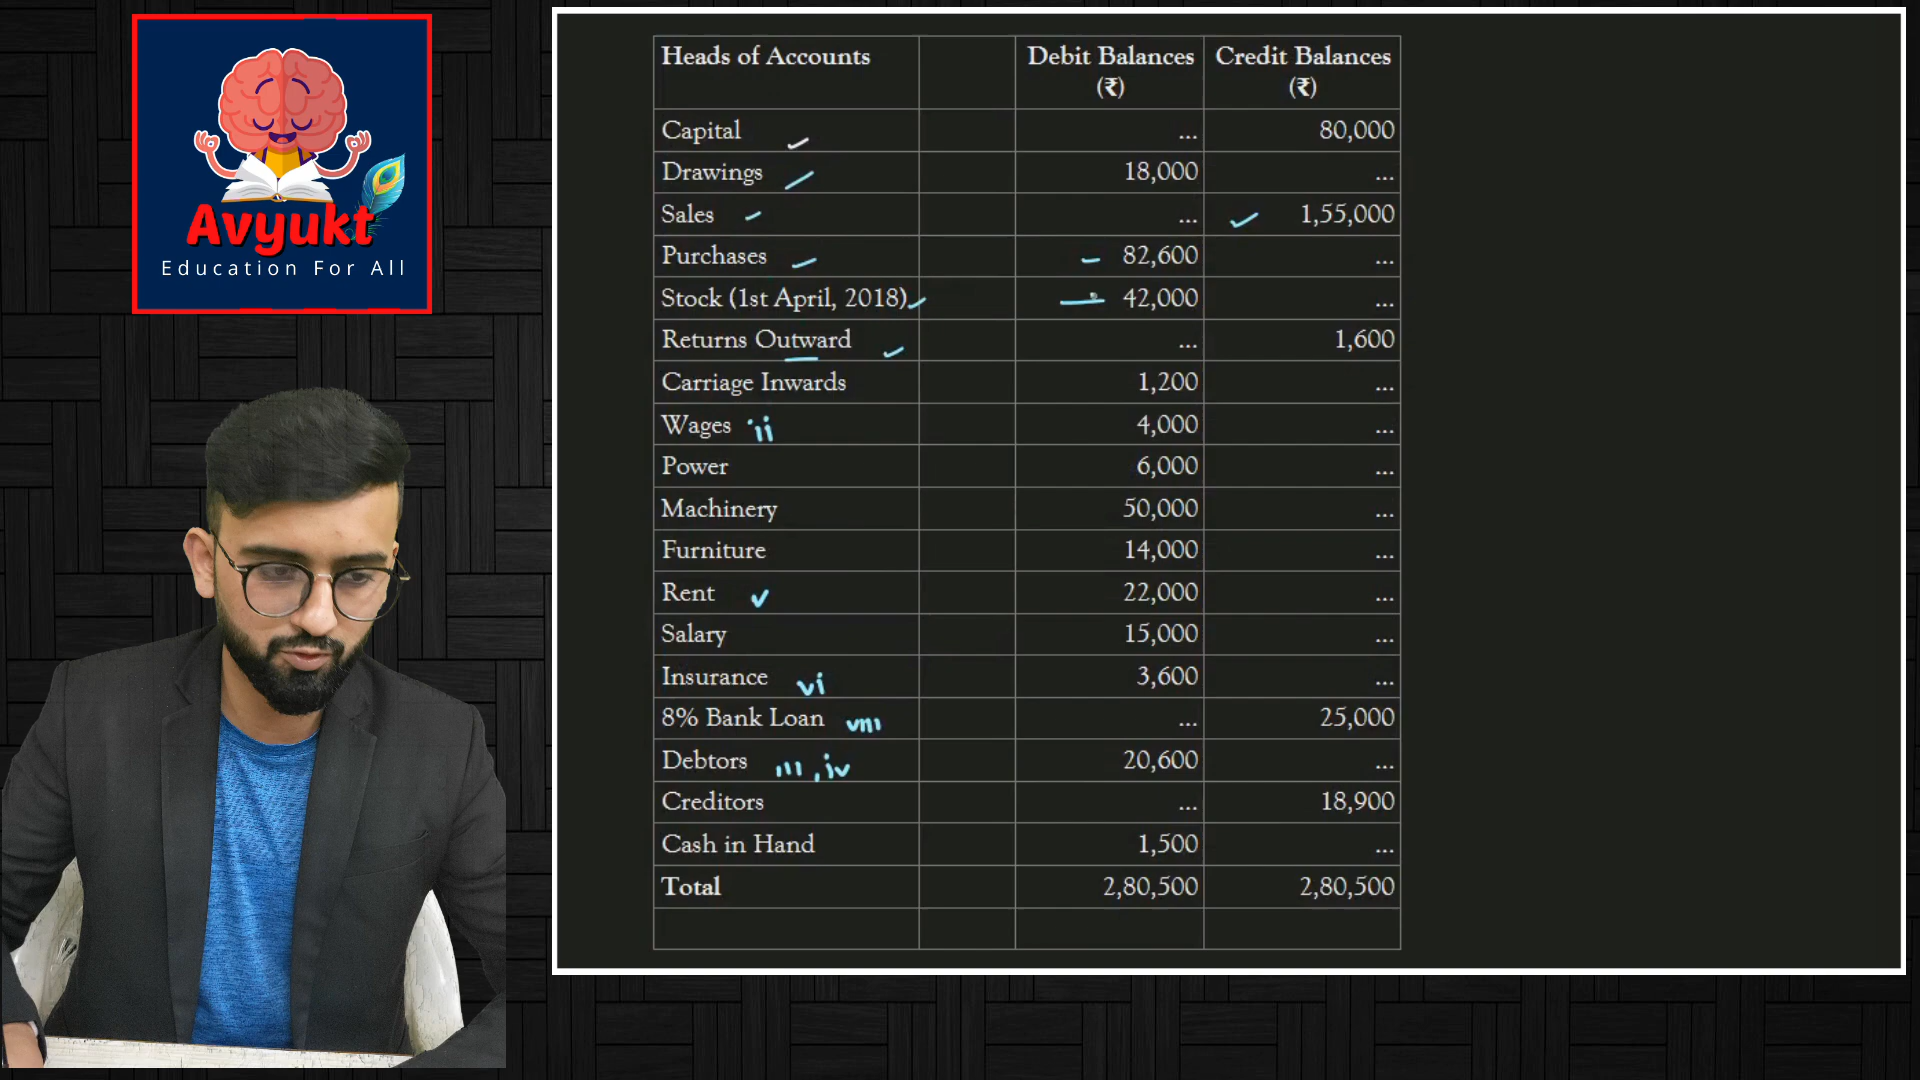 Avyukt
Education For All
Heads of Accounts Debit Balances (₹) Credit Balances (₹)
Capital ... 80,000
Drawings 18,000 ...
Sales ... 1,55,000
Purchases 82,600 ...
Stock (1st April, 2018) 42,000 ...
Returns Outward ... 1,600
Carriage Inwards 1,200 ...
Wages ii 4,000 ...
Power 6,000 ...
Machinery 50,000 ...
Furniture 14,000 ...
Rent v 22,000 ...
Salary 15,000 ...
Insurance vi 3,600 ...
8% Bank Loan ... 25,000
Debtors iii, iv 20,600 ...
Creditors ... 18,900
Cash in Hand 1,500 ...
Total 2,80,500 2,80,500